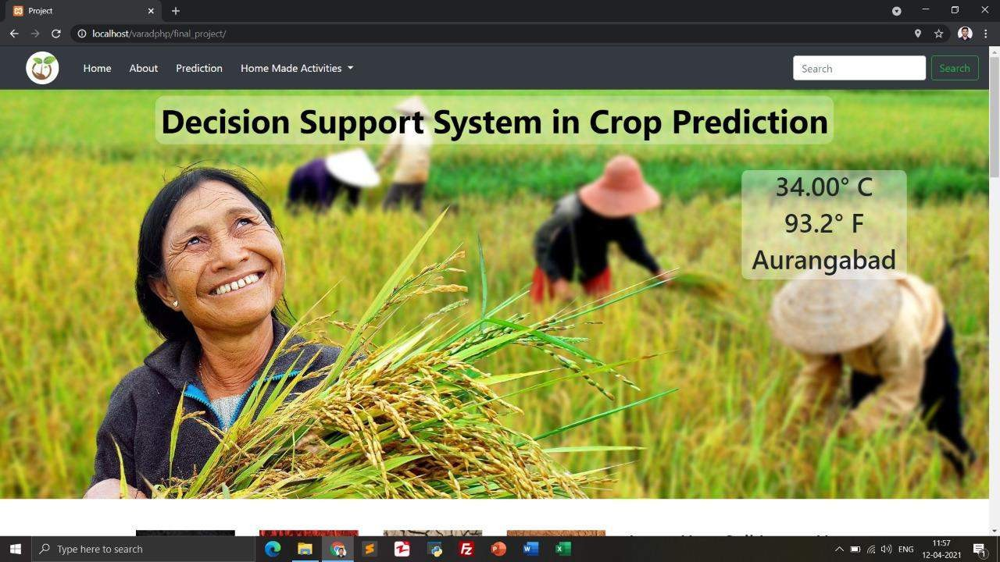 Project
localhost/varadphp/final_project/
Home About Prediction Home Made Activities
Search Search
Decision Support System in Crop Prediction
34.00° C
93.2° F
Aurangabad
Type here to search
ENG
11:57
12-04-2021